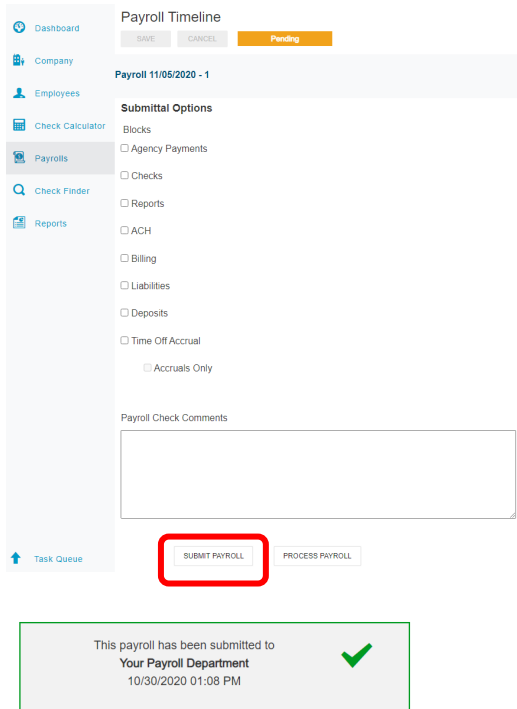 Payroll Timeline
Dashboard
SAVE CANCEL Pending
Company
Payroll 11/05/2020 - 1
Employees
Submittal Options
Check Calculator
Blocks
Agency Payments
Payrolls
Checks
Check Finder
Reports
Reports
ACH
Billing
Liabilities
Deposits
Time Off Accrual
Accruals Only
Payroll Check Comments
Task Queue
SUBMIT PAYROLL PROCESS PAYROLL
This payroll has been submitted to
Your Payroll Department
10/30/2020 01:08 PM